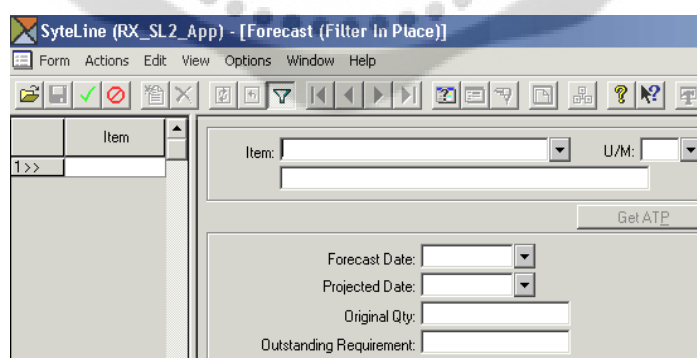 SyteLine (RX_SL2_App) - [Forecast (Filter In Place)]
Form Actions Edit View Options Window Help
Item
Item:
U/M:
1>>
Get ATP
Forecast Date:
Projected Date:
Original Qty:
Outstanding Requirement: